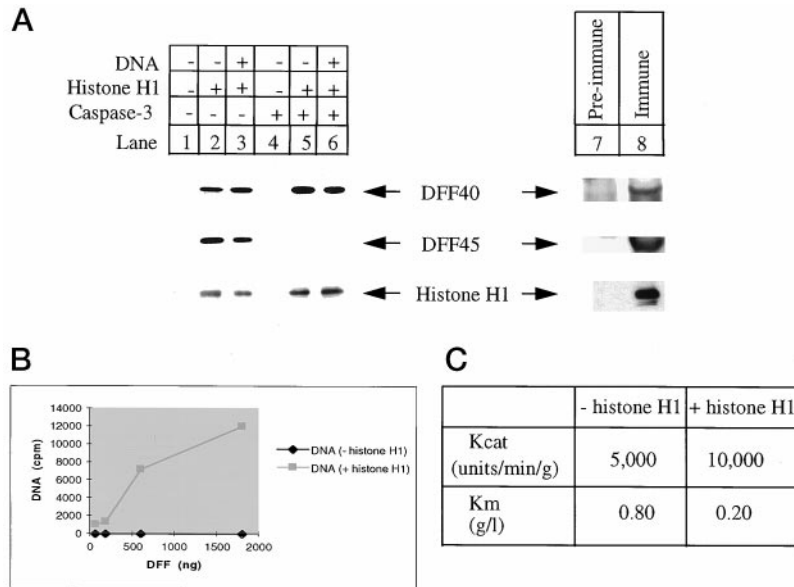 A
DNA - - + - - +
Histone H1 - + + - + +
Caspase-3 - - - + + +
Lane 1 2 3 4 5 6
Pre-immune Immune
7 8
DFF40
DFF45
Histone H1
B
14000
12000
10000
8000
6000
4000
2000
0
0 500 1000 1500 2000
DNA (cpm)
DFF (ng)
DNA (- histone H1)
DNA (+ histone H1)
C
- histone H1 + histone H1
Kcat
(units/min/g) 5,000 10,000
Km
(g/l) 0.80 0.20